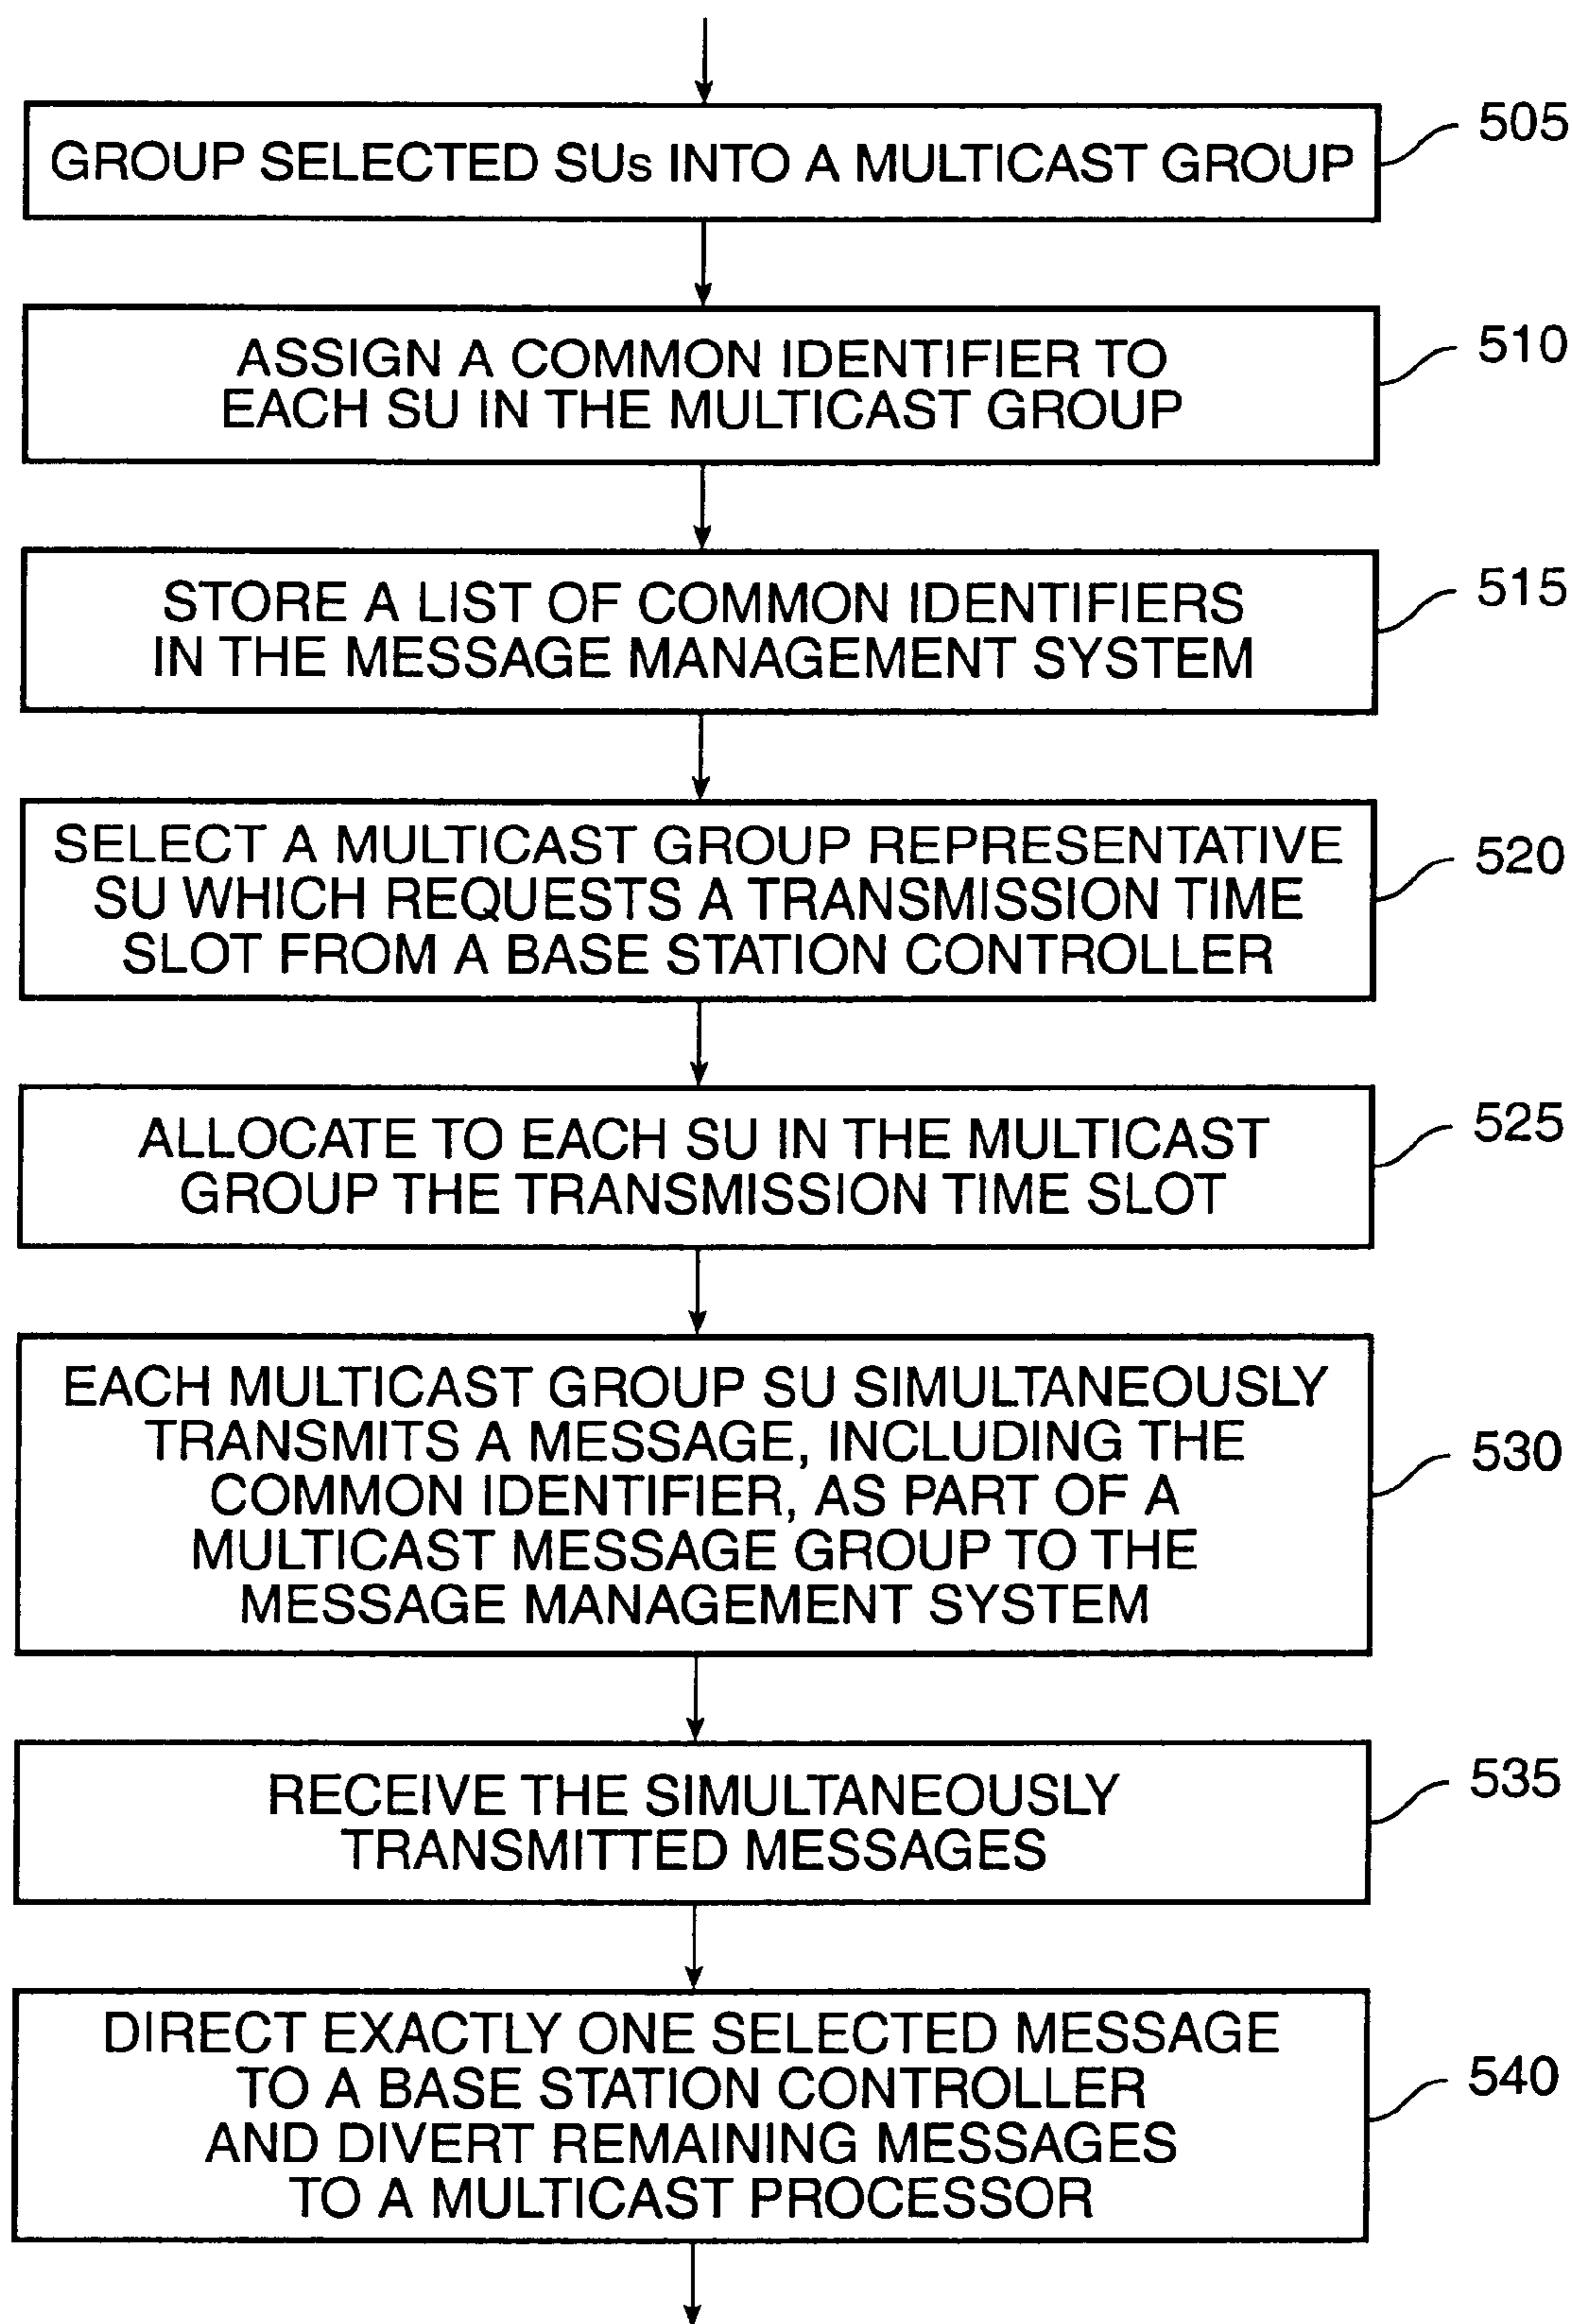 GROUP SELECTED SUs INTO A MULTICAST GROUP
505
ASSIGN A COMMON IDENTIFIER TO
EACH SU IN THE MULTICAST GROUP
510
STORE A LIST OF COMMON IDENTIFIERS
IN THE MESSAGE MANAGEMENT SYSTEM
515
SELECT A MULTICAST GROUP REPRESENTATIVE
SU WHICH REQUESTS A TRANSMISSION TIME
SLOT FROM A BASE STATION CONTROLLER
520
ALLOCATE TO EACH SU IN THE MULTICAST
GROUP THE TRANSMISSION TIME SLOT
525
EACH MULTICAST GROUP SU SIMULTANEOUSLY
TRANSMITS A MESSAGE, INCLUDING THE
COMMON IDENTIFIER, AS PART OF A
MULTICAST MESSAGE GROUP TO THE
MESSAGE MANAGEMENT SYSTEM
530
RECEIVE THE SIMULTANEOUSLY
TRANSMITTED MESSAGES
535
DIRECT EXACTLY ONE SELECTED MESSAGE
TO A BASE STATION CONTROLLER
AND DIVERT REMAINING MESSAGES
TO A MULTICAST PROCESSOR
540